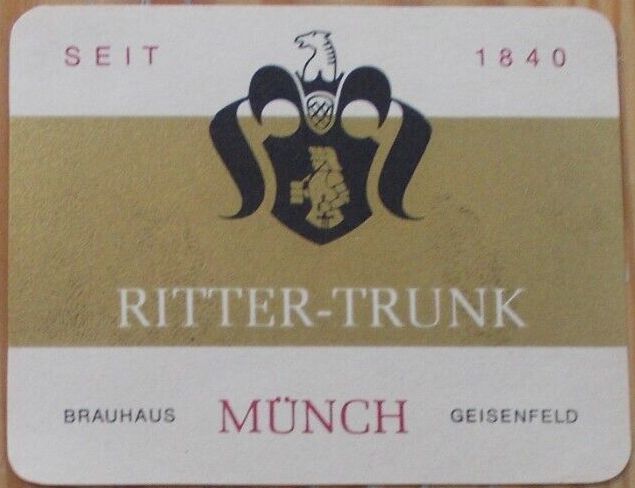 SEIT 1840
RITTER-TRUNK
BRAUHAUS MÜNCH GEISENFELD